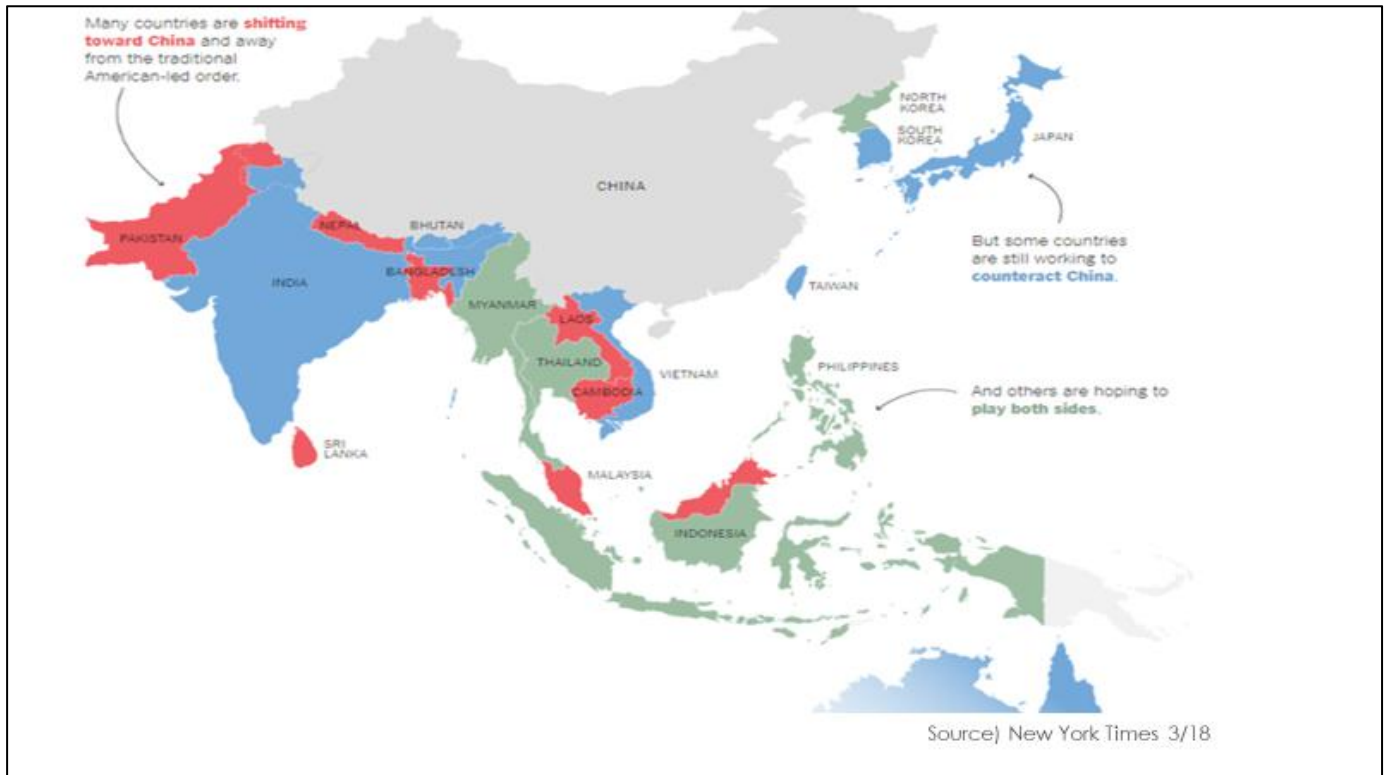 Many countries are shifting
toward China and away
from the traditional
American-led order.
NORTH
KOREA
SOUTH
KOREA
JAPAN
CHINA
PAKISTAN
NEPAL
BHUTAN
BANGLADESH
INDIA
MYANMAR
LAOS
THAILAND
CAMBODIA
VIETNAM
TAIWAN
But some countries
are still working to
counteract China.
PHILIPPINES
And others are hoping to
play both sides.
SRI
LANKA
MALAYSIA
INDONESIA
Source) New York Times 3/18